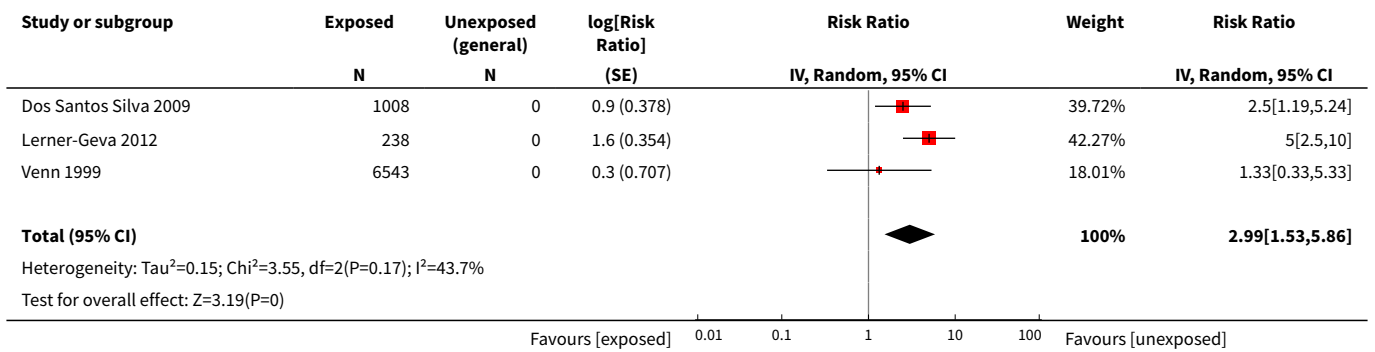 Study or subgroup Exposed Unexposed (general) log[Risk Ratio] Risk Ratio Weight Risk Ratio
N N (SE) IV, Random, 95% CI IV, Random, 95% CI
Dos Santos Silva 2009 1008 0 0.9 (0.378) 39.72% 2.5[1.19,5.24]
Lerner-Geva 2012 238 0 1.6 (0.354) 42.27% 5[2.5,10]
Venn 1999 6543 0 0.3 (0.707) 18.01% 1.33[0.33,5.33]
Total (95% CI) 100% 2.99[1.53,5.86]
Heterogeneity: Tau²=0.15; Chi²=3.55, df=2(P=0.17); I²=43.7%
Test for overall effect: Z=3.19(P=0)
Favours [exposed] 0.01 0.1 1 10 100 Favours [unexposed]